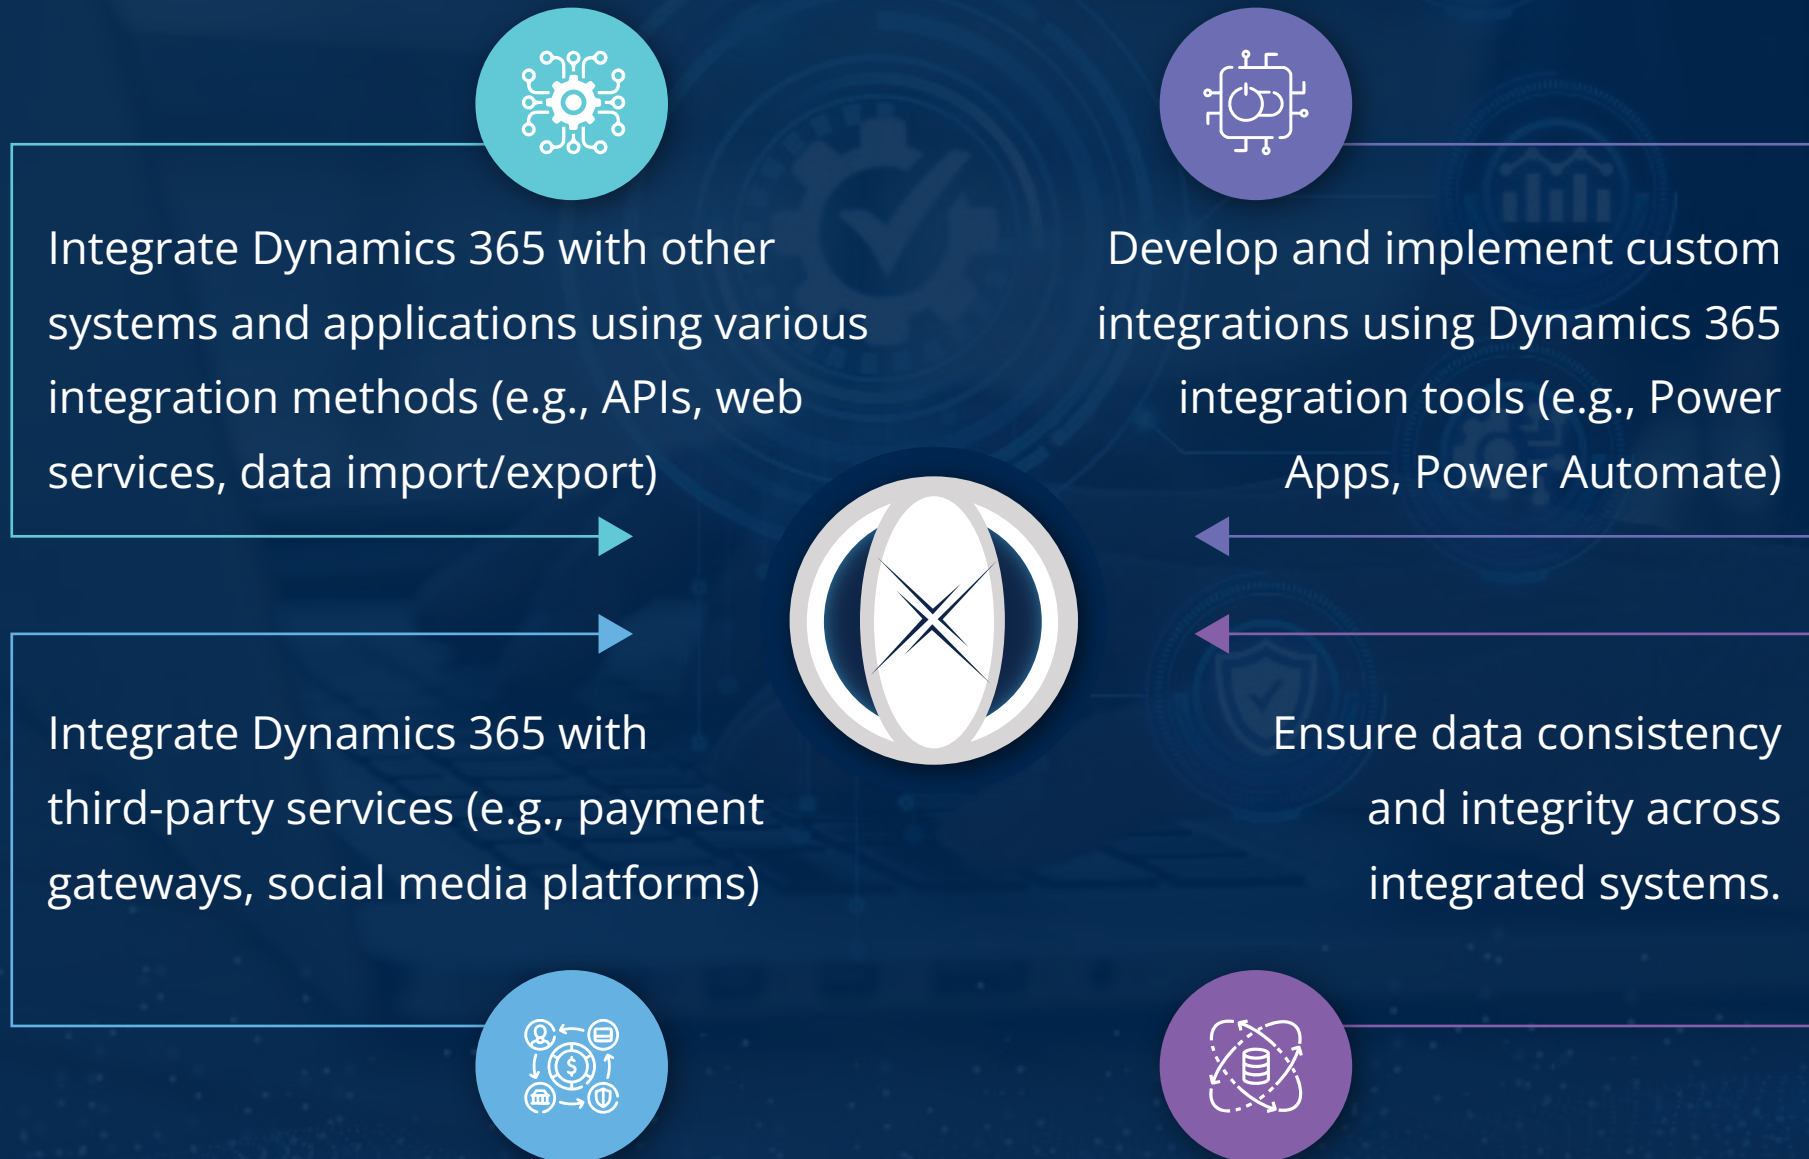 Integrate Dynamics 365 with other
systems and applications using various
integration methods (e.g., APIs, web
services, data import/export)
Develop and implement custom
integrations using Dynamics 365
integration tools (e.g., Power
Apps, Power Automate)
Integrate Dynamics 365 with
third-party services (e.g., payment
gateways, social media platforms)
Ensure data consistency
and integrity across
integrated systems.